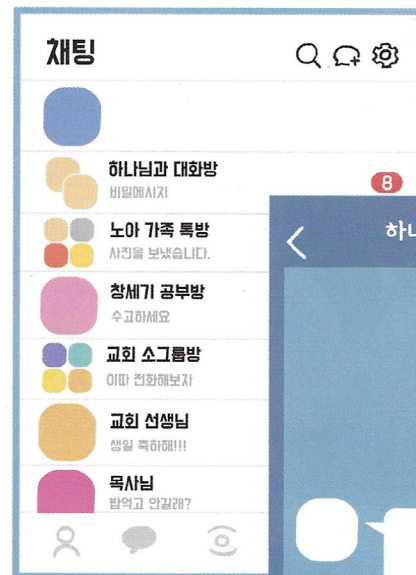 채팅
하나님과 대화방
비밀메시지
8
노아 가족 톡방
사진을 보냈습니다.
하나
창세기 공부방
수고하세요
교회 소그룹방
이따 전화해보자
교회 선생님
생일 축하해!!!
목사님
밥먹고 안갈래?